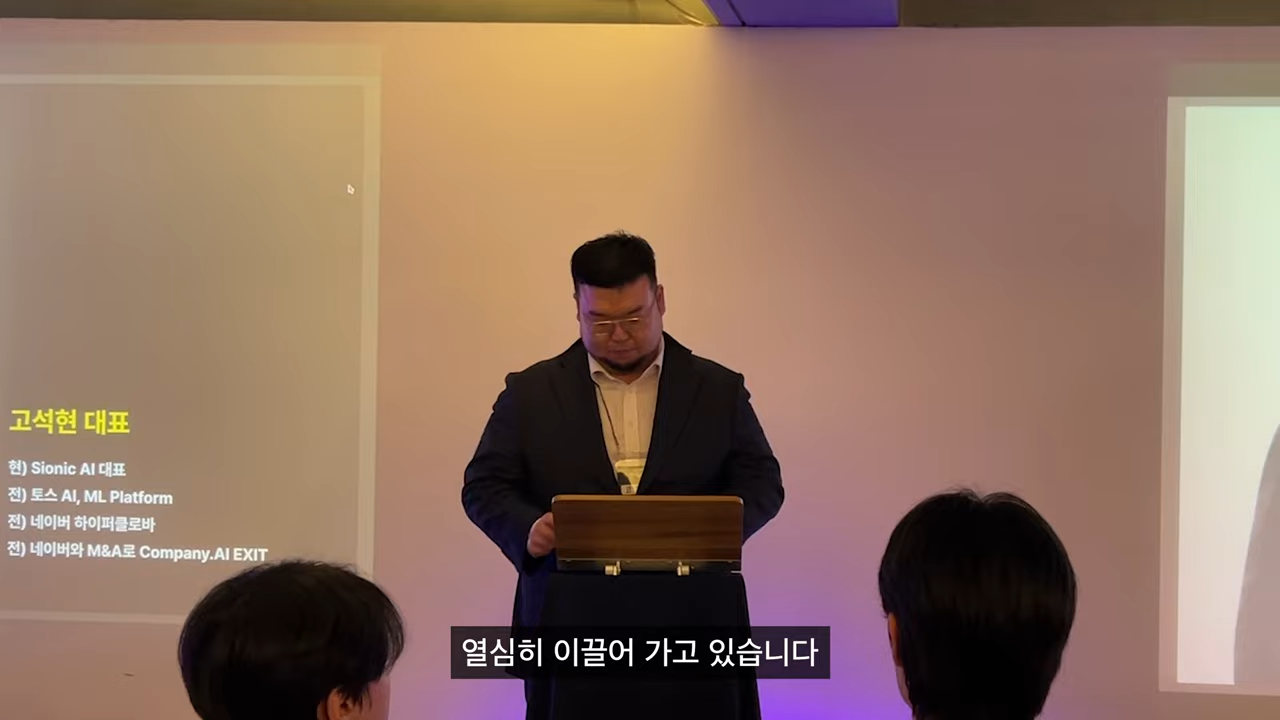 고석현 대표
현) Sionic AI 대표
전) 토스 AI, ML Platform
전) 네이버 하이퍼클로바
전) 네이버와 M&A로 Company.AI EXIT
열심히 이끌어 가고 있습니다